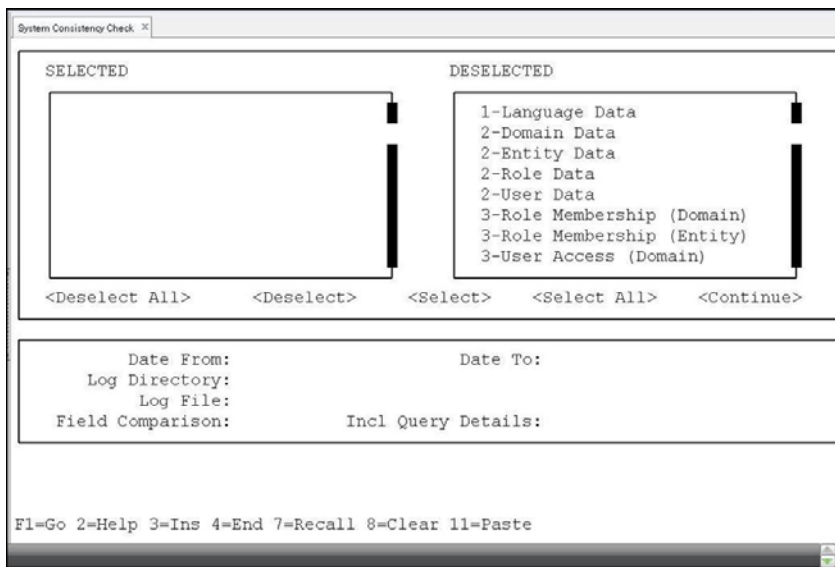 System Consistency Check ×
SELECTED DESELECTED
1-Language Data
2-Domain Data
2-Entity Data
2-Role Data
2-User Data
3-Role Membership (Domain)
3-Role Membership (Entity)
3-User Access (Domain)
<Deselect All> <Deselect> <Select> <Select All> <Continue>
Date From: Date To:
Log Directory:
Log File:
Field Comparison: Incl Query Details:
F1=Go 2=Help 3=Ins 4=End 7=Recall 8=Clear 11=Paste